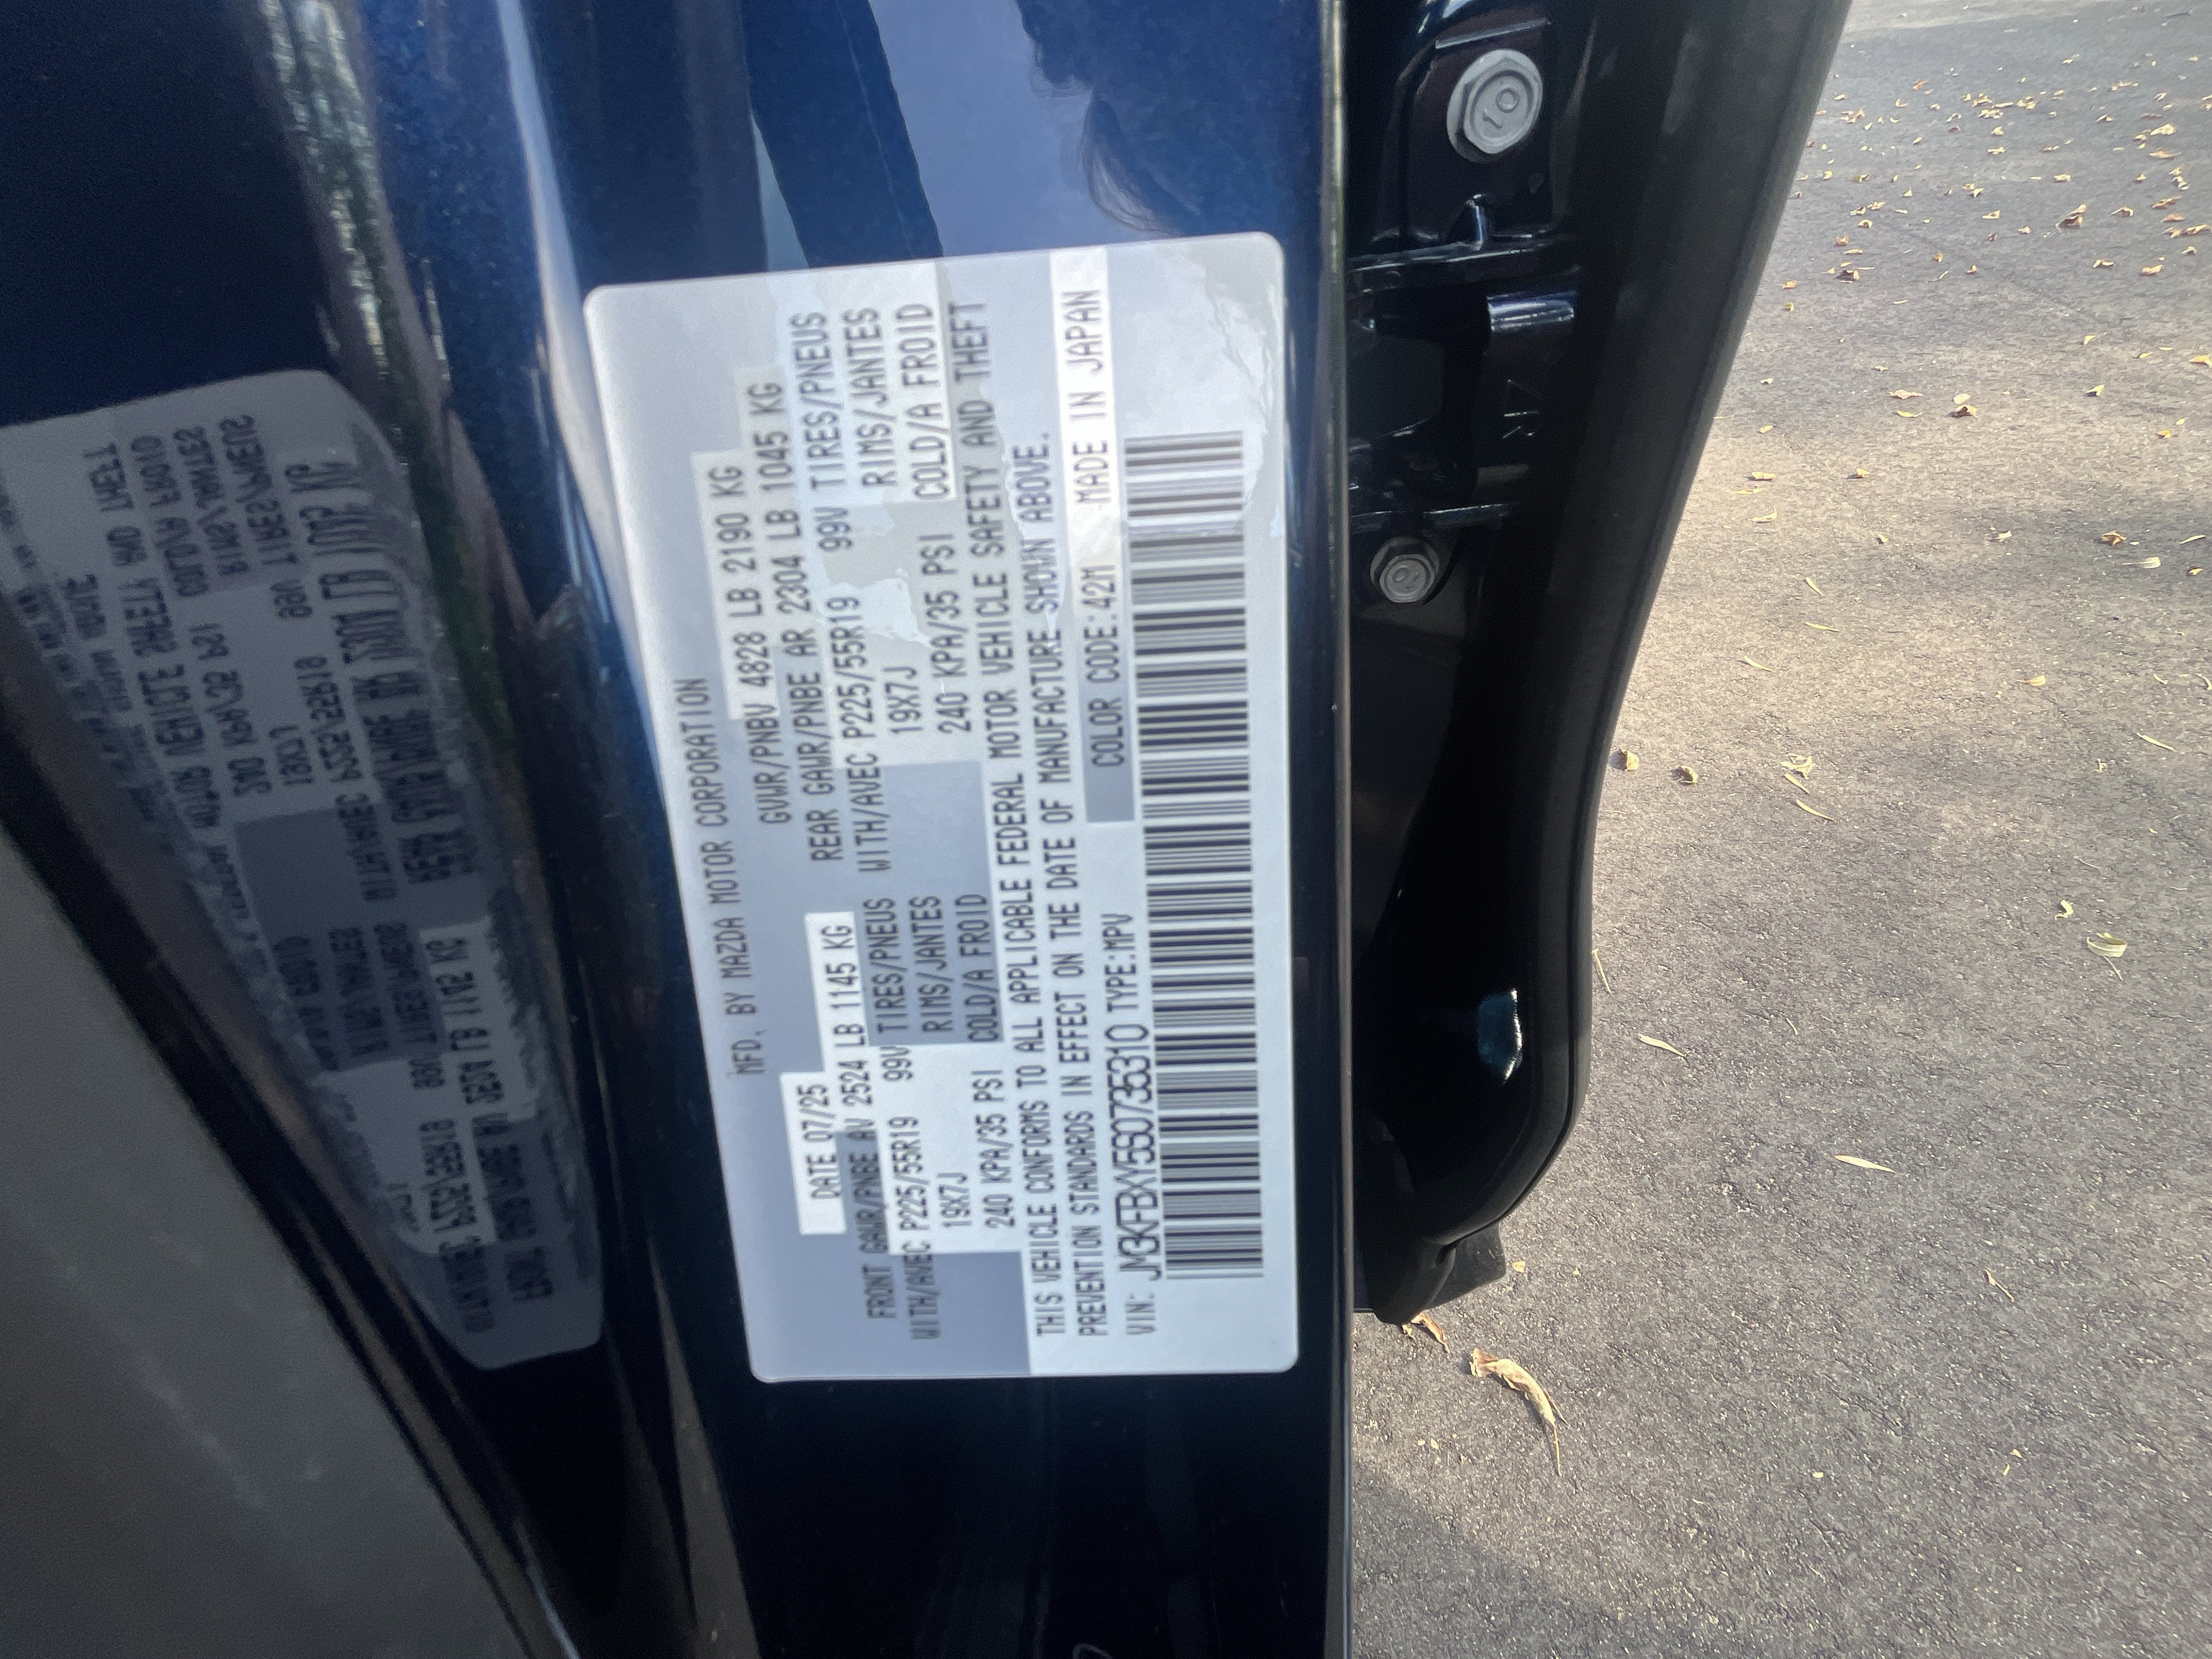 MFD. BY MAZDA MOTOR CORPORATION
DATE 07/25 GVWR/PNBV 4828 LB 2190 KG
FRONT GAWR/PNBE AV 2524 LB 1145 KG REAR GAWR/PNBE AR 2304 LB 1045 KG
WITH/AVEC P225/55R19 99V TIRES/PNEUS WITH/AVEC P225/55R19 99V TIRES/PNEUS
19X7J RIMS/JANTES 19X7J RIMS/JANTES
240 KPA/35 PSI COLD/A FROID 240 KPA/35 PSI COLD/A FROID
THIS VEHICLE CONFORMS TO ALL APPLICABLE FEDERAL MOTOR VEHICLE SAFETY AND THEFT
PREVENTION STANDARDS IN EFFECT ON THE DATE OF MANUFACTURE SHOWN ABOVE.
VIN: JM3KFBXY5S0735310 TYPE:MPV COLOR CODE:42M MADE IN JAPAN
10
10